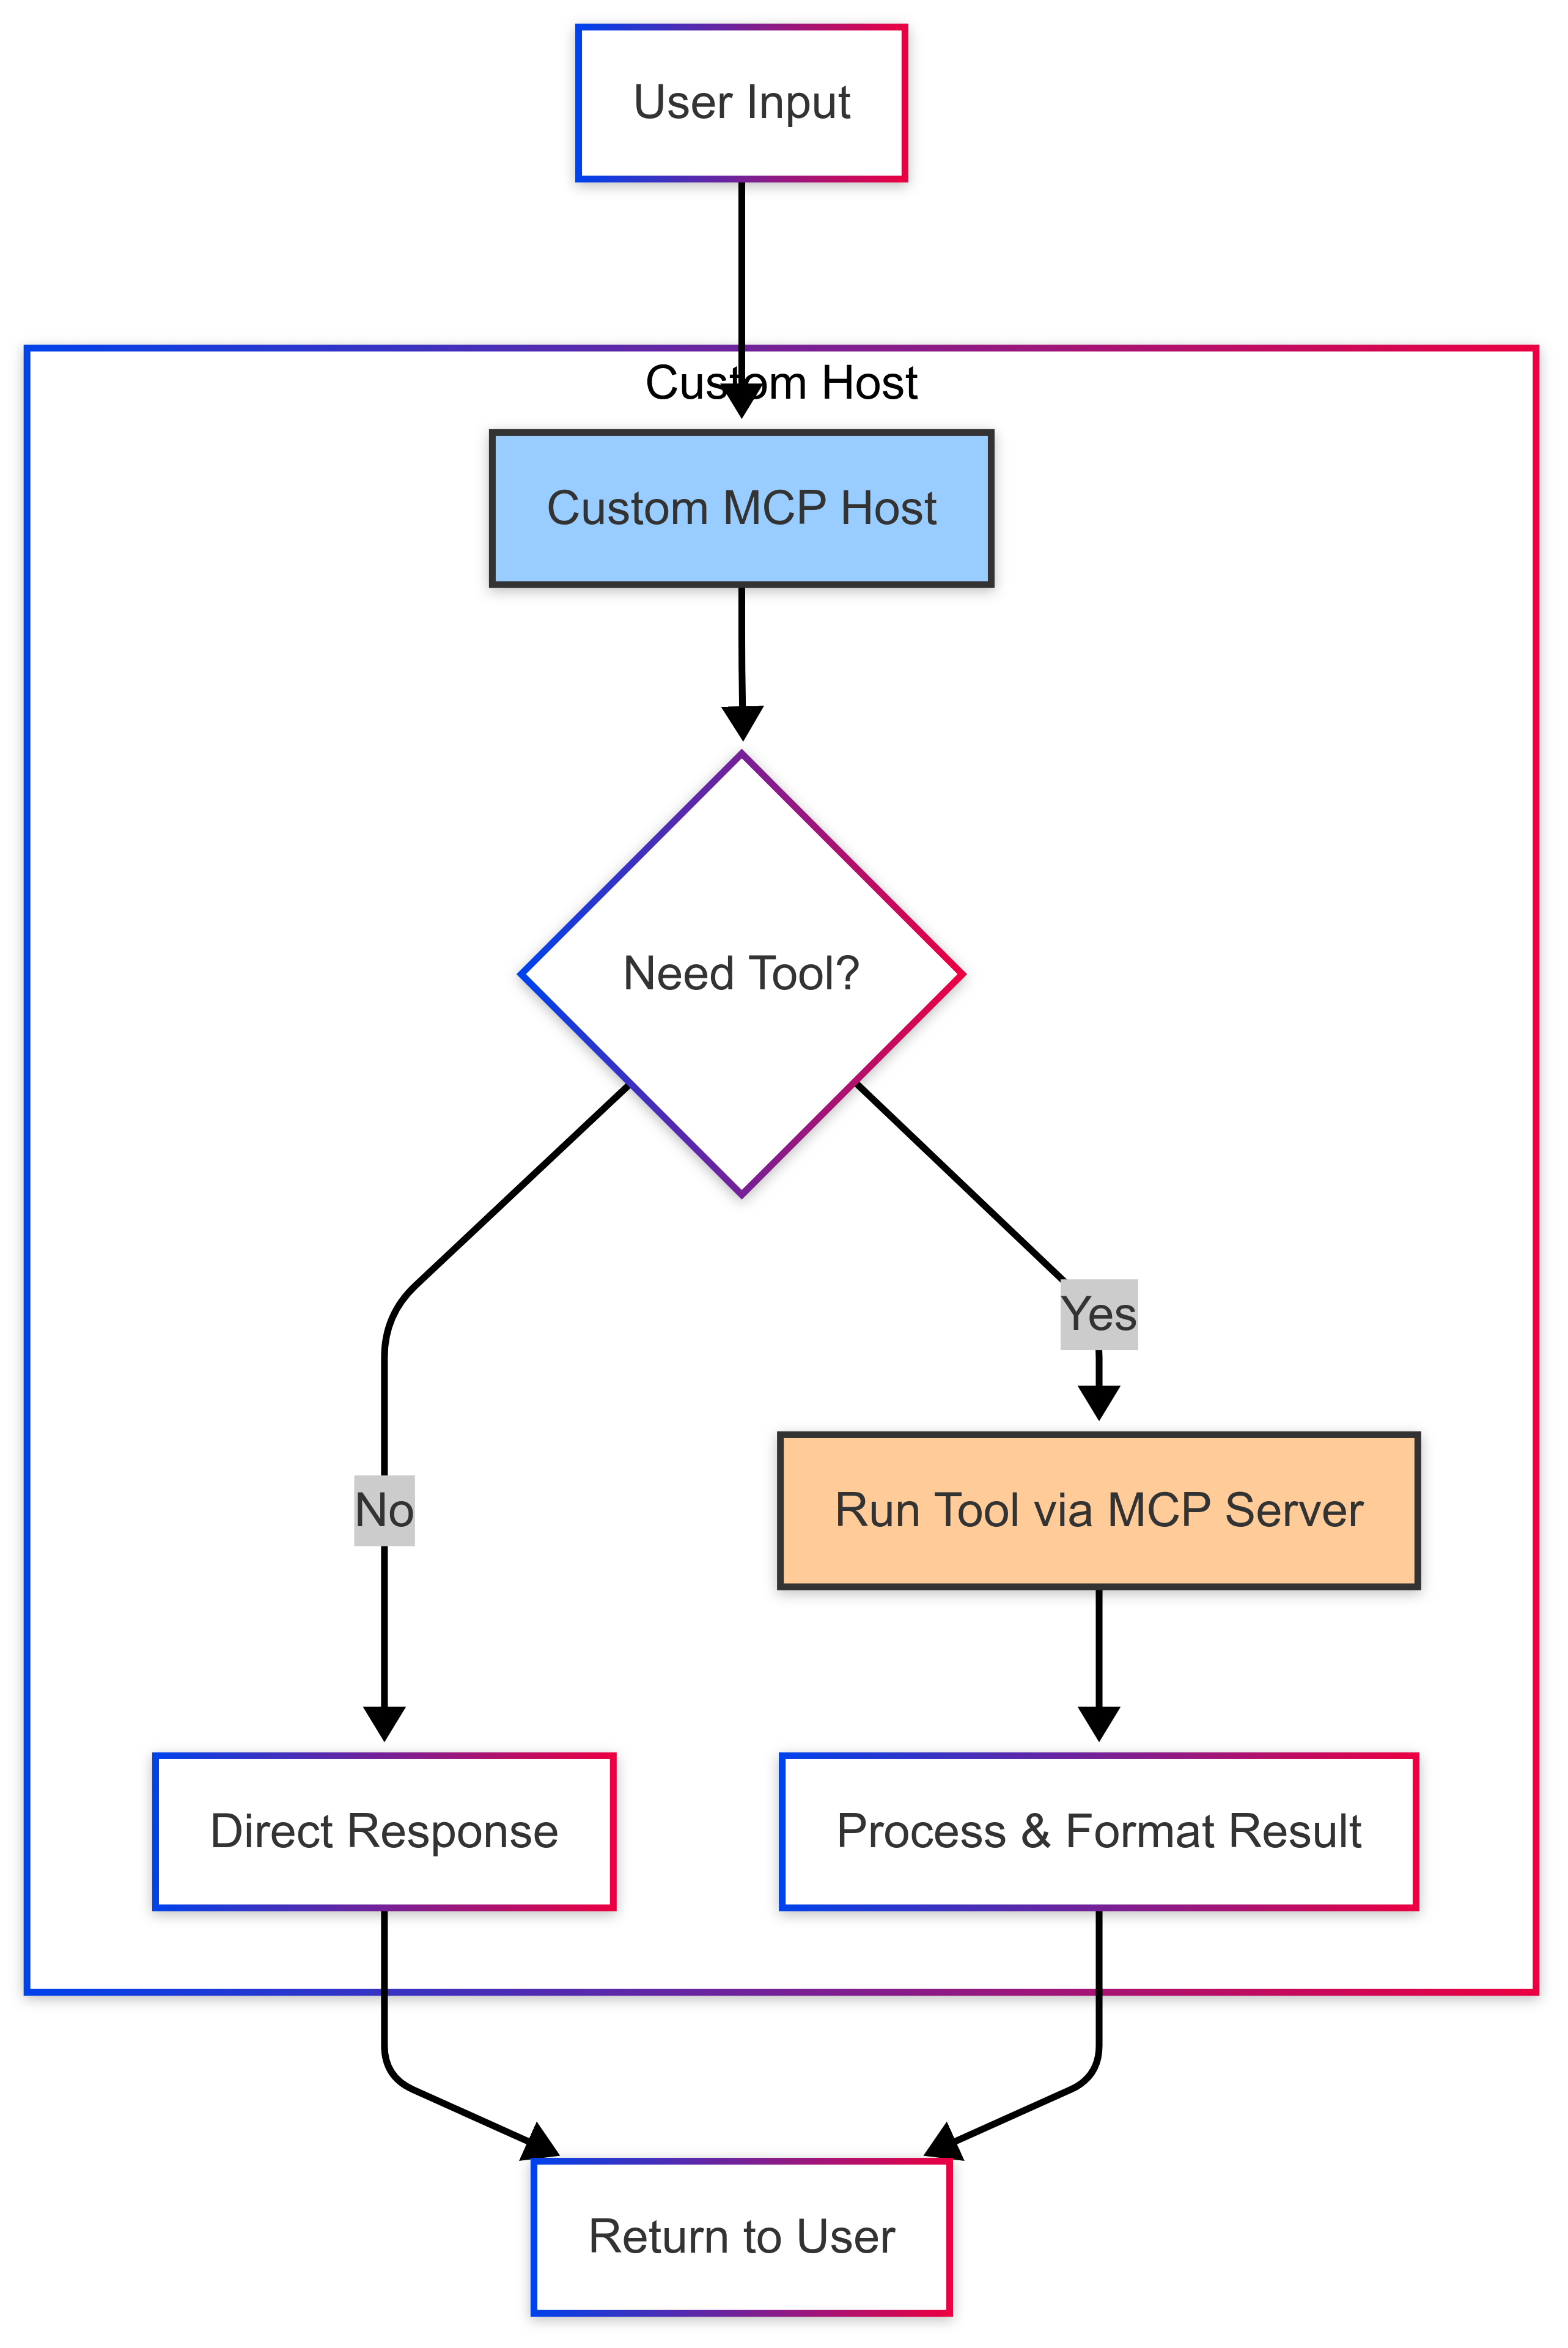 User Input
Custom Host
Custom MCP Host
Need Tool?
Yes
No
Run Tool via MCP Server
Direct Response
Process & Format Result
Return to User